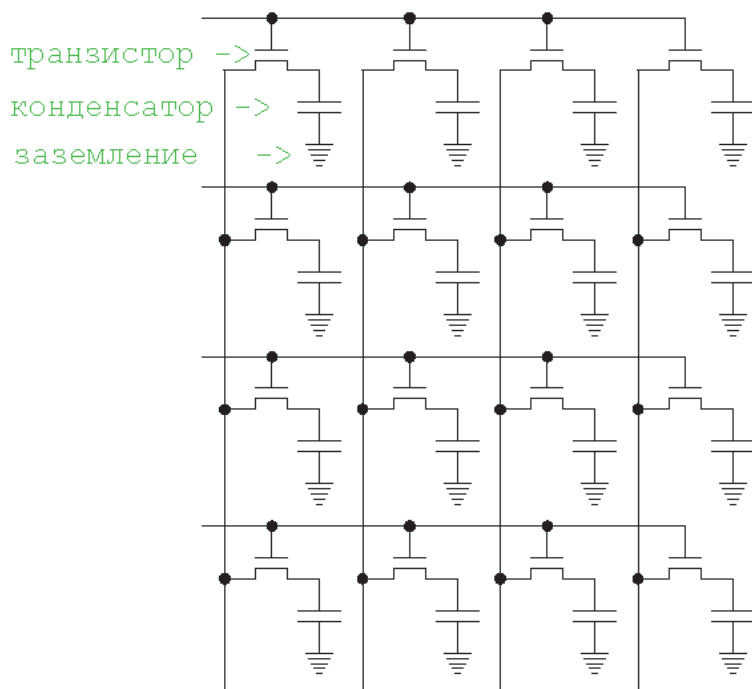 транзистор ->
конденсатор ->
заземление ->